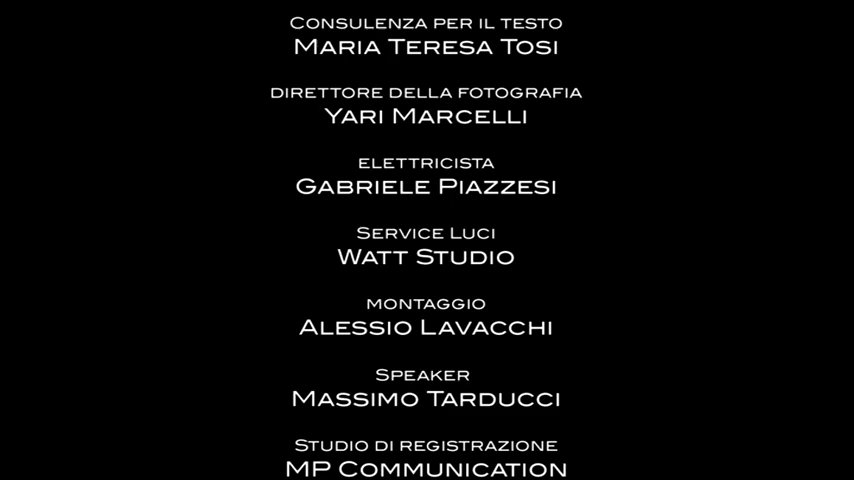 Consulenza per il testo
Maria Teresa Tosi
direttore della fotografia
Yari Marcelli
elettricista
Gabriele Piazzesi
Service Luci
Watt Studio
montaggio
Alessio Lavacchi
Speaker
Massimo Tarducci
Studio di registrazione
MP Communication